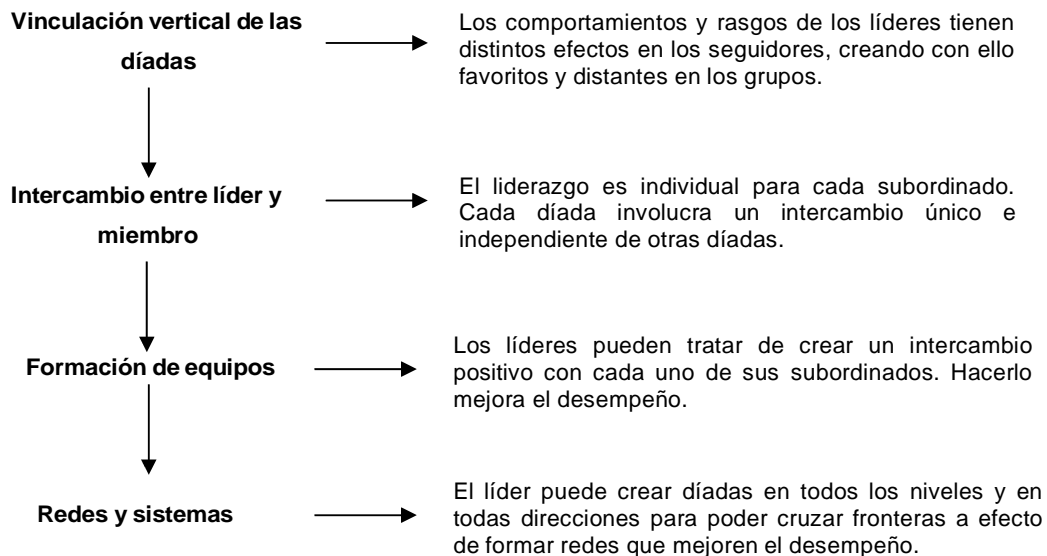 Vinculación vertical de las
díadas
Los comportamientos y rasgos de los líderes tienen
distintos efectos en los seguidores, creando con ello
favoritos y distantes en los grupos.
Intercambio entre líder y
miembro
El liderazgo es individual para cada subordinado.
Cada díada involucra un intercambio único e
independiente de otras díadas.
Formación de equipos
Los líderes pueden tratar de crear un intercambio
positivo con cada uno de sus subordinados. Hacerlo
mejora el desempeño.
Redes y sistemas
El líder puede crear díadas en todos los niveles y en
todas direcciones para poder cruzar fronteras a efecto
de formar redes que mejoren el desempeño.